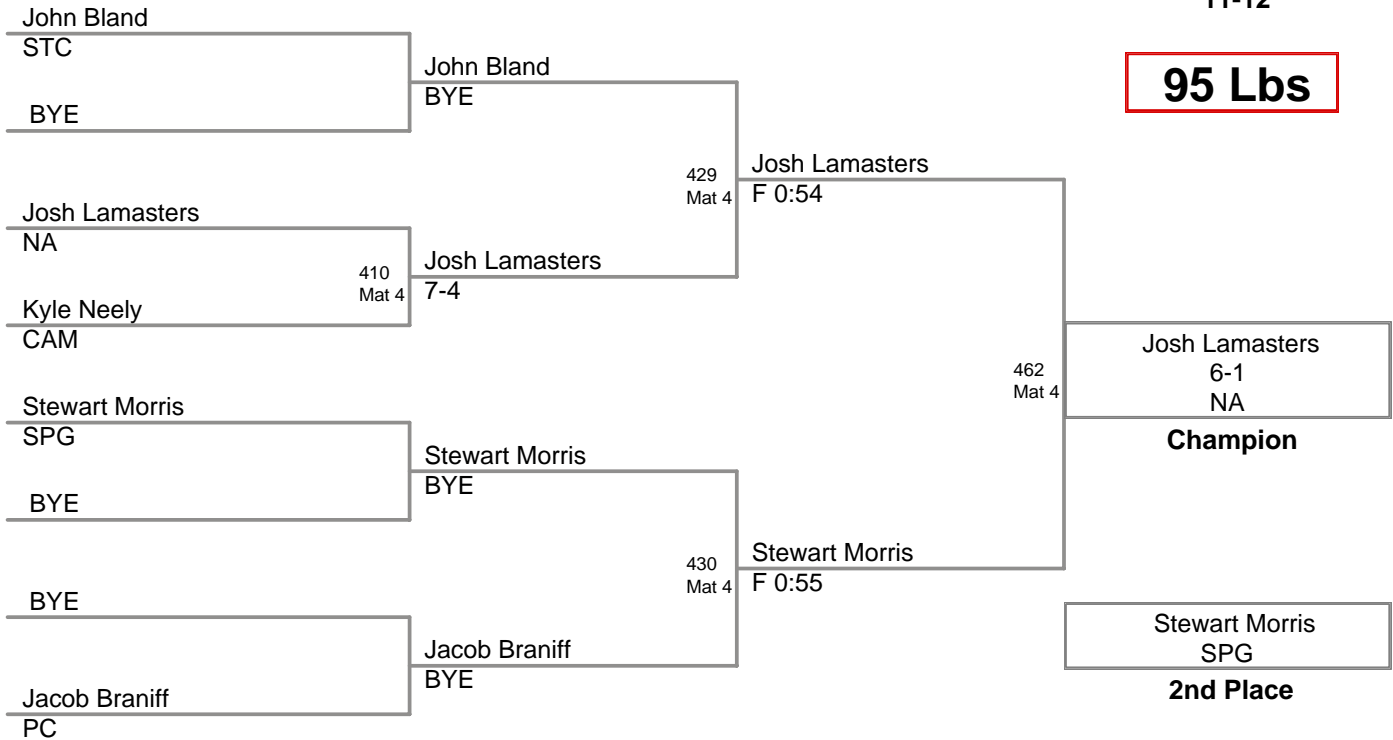 11-12
95 Lbs
John Bland
STC
BYE
Josh Lamasters
NA
Kyle Neely
CAM
Stewart Morris
SPG
BYE
BYE
Jacob Braniff
PC
John Bland
BYE
410
Mat 4
Josh Lamasters
7-4
Stewart Morris
BYE
Jacob Braniff
BYE
429
Mat 4
Josh Lamasters
F 0:54
430
Mat 4
Stewart Morris
F 0:55
462
Mat 4
Josh Lamasters
6-1
NA
Champion
Stewart Morris
SPG
2nd Place